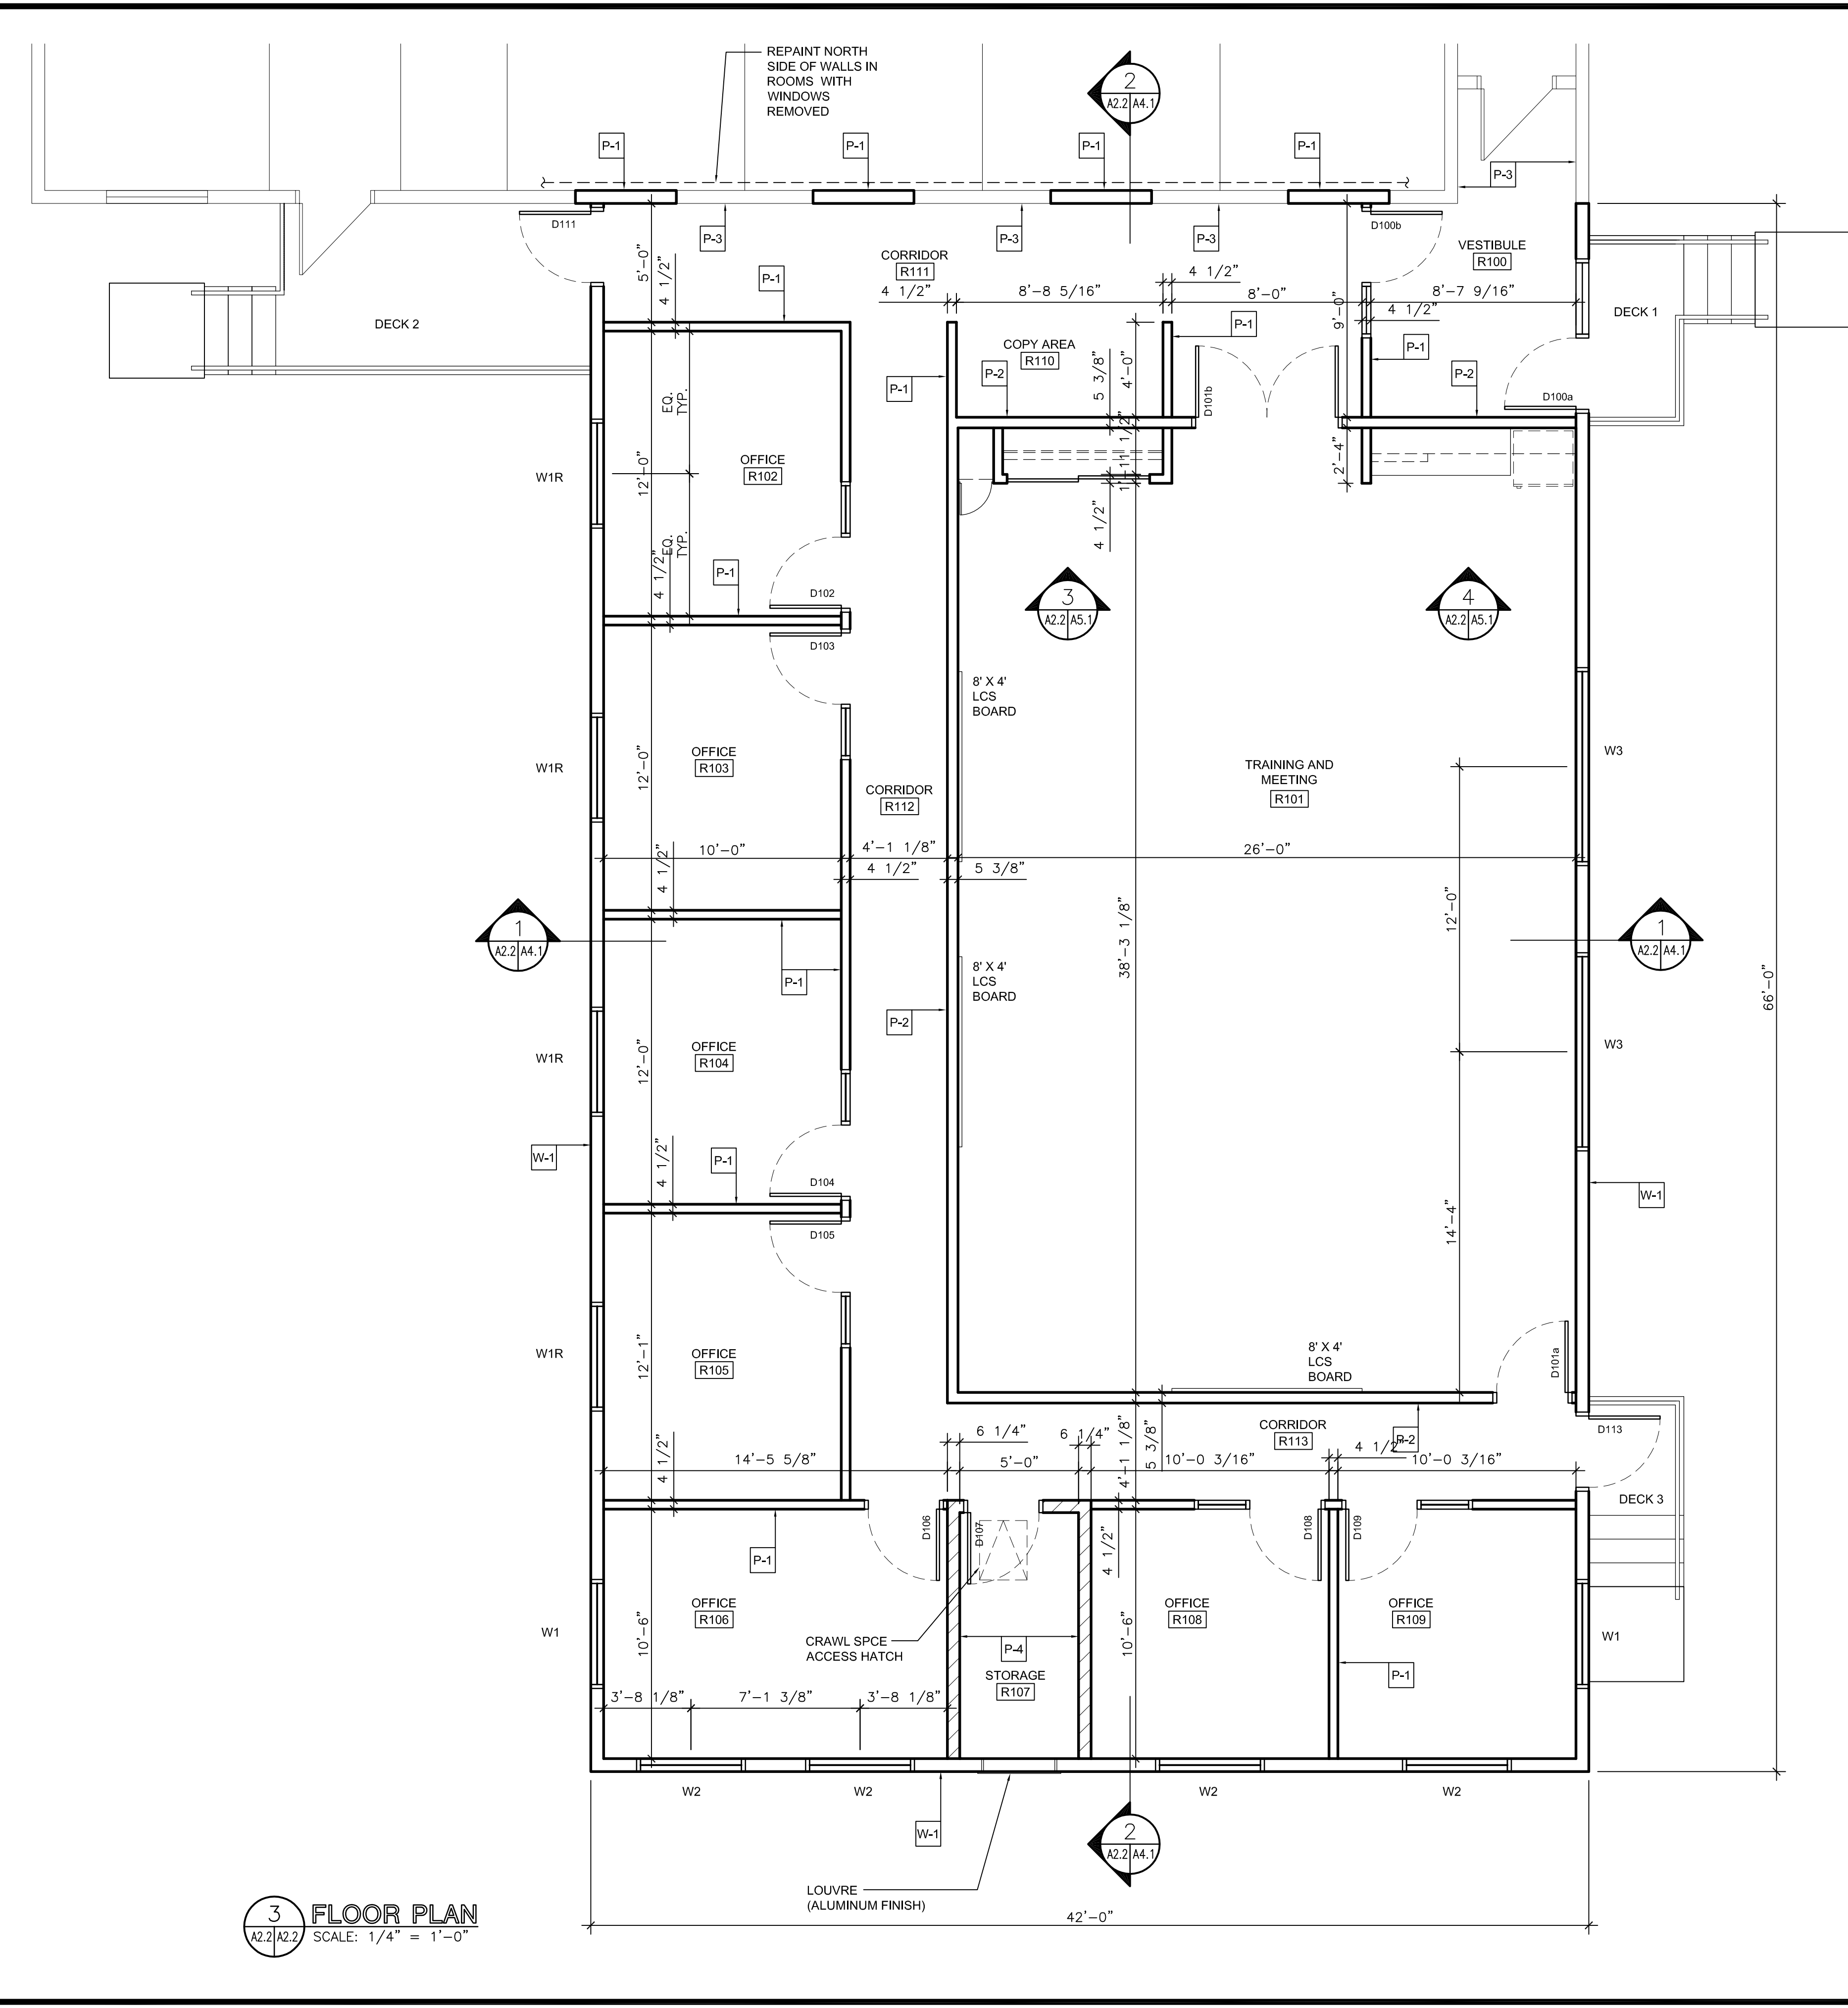 REPAINT NORTH
SIDE OF WALLS IN
ROOMS WITH
WINDOWS
REMOVED
2
A2.2 A4.1
P-1
P-1
P-1
P-1
P-3
D111
P-3
P-3
P-3
D100b
VESTIBULE
R100
CORRIDOR
R111
5'-0"
4 1/2"
P-1
4 1/2"
8'-8 5/16"
4 1/2"
8'-0"
9'-0"
8'-7 9/16"
4 1/2"
DECK 2
DECK 1
COPY AREA
R110
P-1
P-1
P-2
P-1
P-2
5 3/8"
4'-0"
D101b
D100a
EQ.
TYP.
12'-0"
OFFICE
R102
W1R
1'-11 1/2"
2'-4"
4 1/2"
EQ.
TYP.
4 1/2"
P-1
D102
3
A2.2 A5.1
4
A2.2 A5.1
D103
8' X 4'
LCS
BOARD
OFFICE
R103
W1R
12'-0"
CORRIDOR
R112
TRAINING AND
MEETING
R101
W3
4 1/2"
10'-0"
4'-1 1/8"
4 1/2"
5 3/8"
26'-0"
12'-0"
1
A2.2 A4.1
1
A2.2 A4.1
38'-3 1/8"
P-1
8' X 4'
LCS
BOARD
66'-0"
P-2
OFFICE
R104
W1R
12'-0"
W3
W-1
4 1/2"
P-1
D104
W-1
14'-4"
D105
OFFICE
R105
W1R
12'-1"
8' X 4'
LCS
BOARD
D101a
4 1/2"
14'-5 5/8"
6 1/4"
5'-0"
6 1/4"
4'-1 1/8"
5 3/8"
CORRIDOR
R113
P-2
10'-0 3/16"
4 1/2"
10'-0 3/16"
D113
DECK 3
P-1
D106
D107
4 1/2"
D108
D109
OFFICE
R106
W1
10'-6"
CRAWL SPCE
ACCESS HATCH
P-4
STORAGE
R107
10'-6"
OFFICE
R108
OFFICE
R109
W1
P-1
3'-8 1/8"
7'-1 3/8"
3'-8 1/8"
W2
W2
W2
W2
W-1
2
A2.2 A4.1
LOUVRE
(ALUMINUM FINISH)
42'-0"
3
A2.2 A2.2
FLOOR PLAN
SCALE: 1/4" = 1'-0"